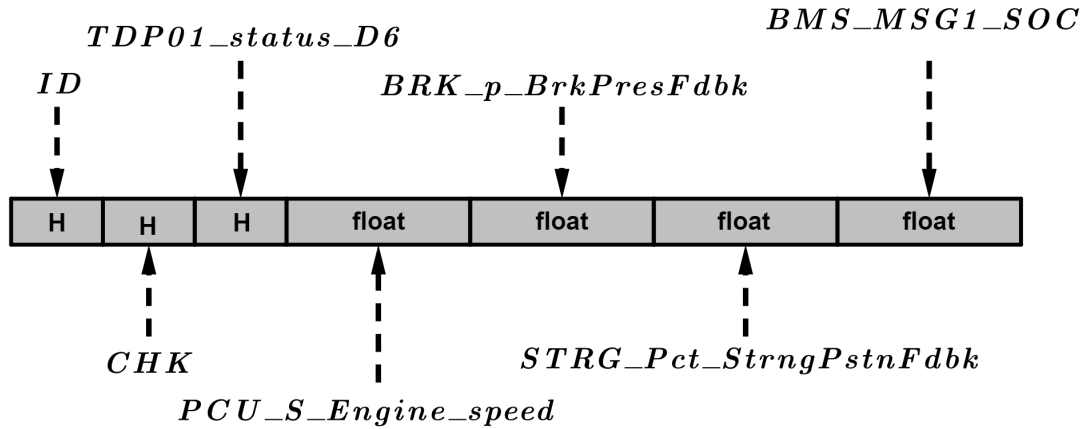 BMS_MSG1_SOC
TDP01_status_D6
ID
BRK_p_BrkPresFdbk
H
H
H
float
float
float
float
CHK
STRG_Pct_StrngPstnFdbk
PCU_S_Engine_speed